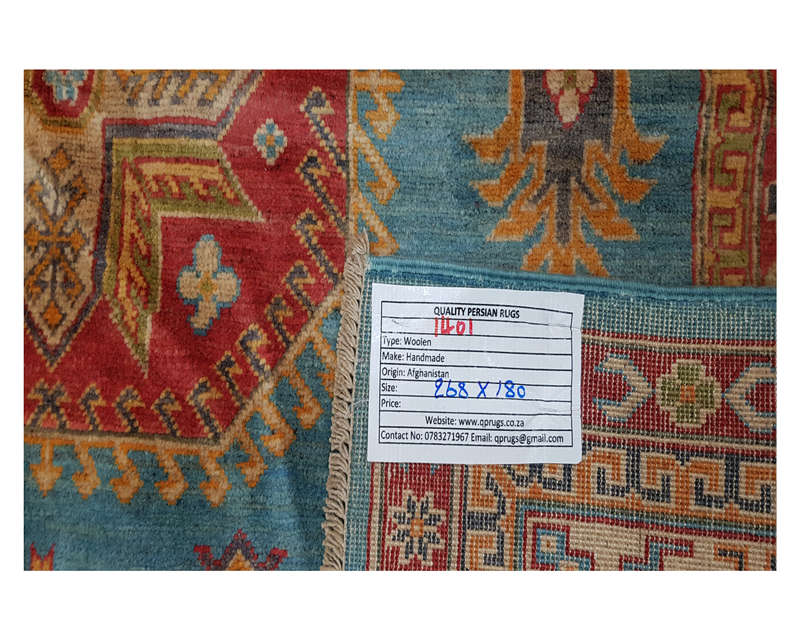 QUALITY PERSIAN RUGS
1401
Type: Woolen
Make: Handmade
Origin: Afghanistan
Size: 268 X 180
Price:
Website: www.qprugs.co.za
Contact No: 0783271967 Email: qprugs@gmail.com